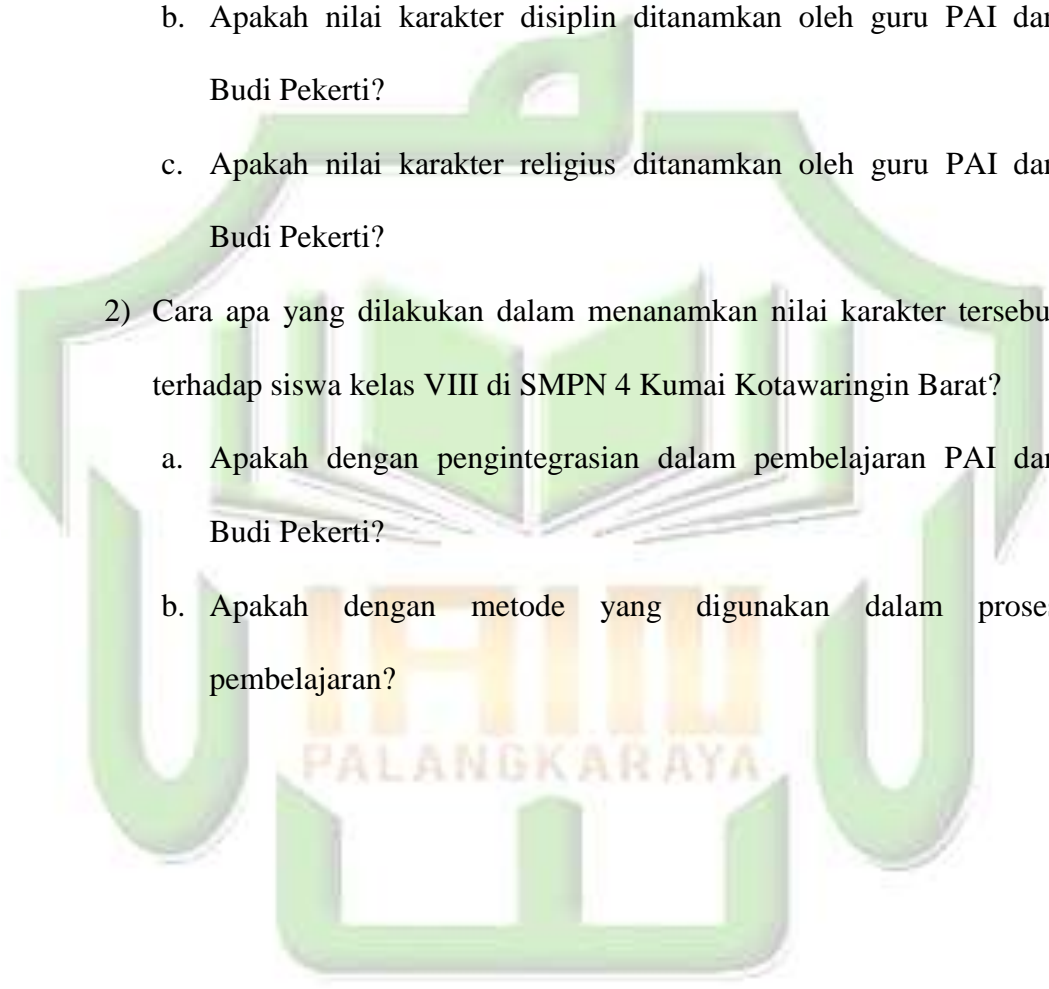 b. Apakah nilai karakter disiplin ditanamkan oleh guru PAI dan
Budi Pekerti?
c. Apakah nilai karakter religius ditanamkan oleh guru PAI dan
Budi Pekerti?
2) Cara apa yang dilakukan dalam menanamkan nilai karakter tersebut
terhadap siswa kelas VIII di SMPN 4 Kumai Kotawaringin Barat?
a. Apakah dengan pengintegrasian dalam pembelajaran PAI dan
Budi Pekerti?
b. Apakah dengan metode yang digunakan dalam proses
pembelajaran?
IAIN
PALANGKARAYA